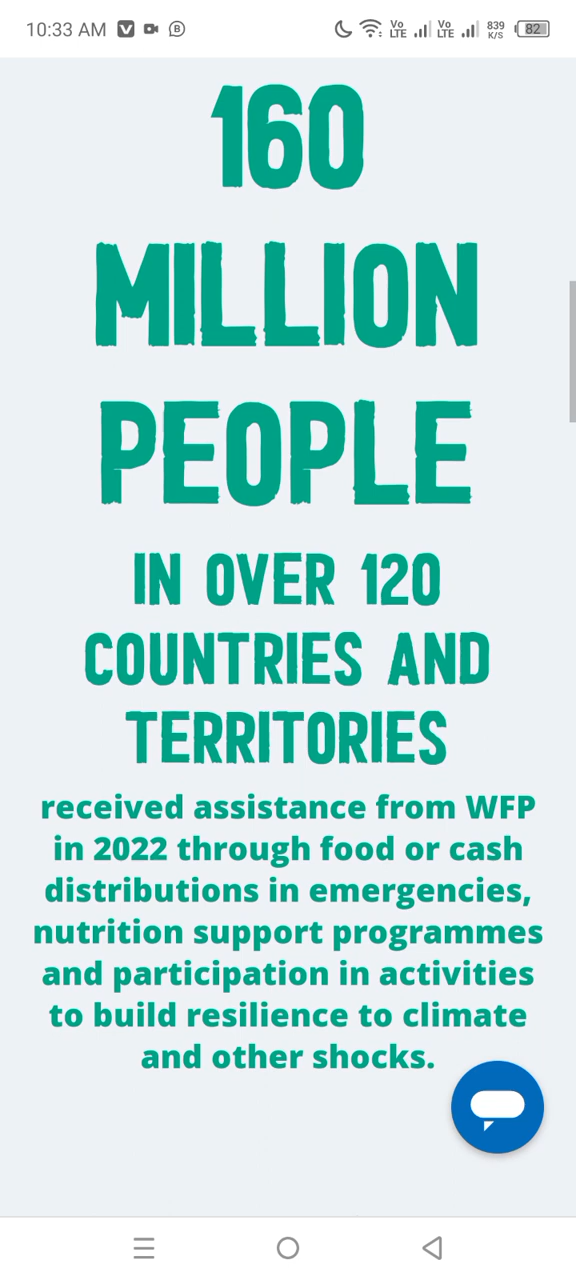 10:33 AM
Vo LTE Vo LTE 839 K/S 82
160
MILLION
PEOPLE
IN OVER 120
COUNTRIES AND
TERRITORIES
received assistance from WFP
in 2022 through food or cash
distributions in emergencies,
nutrition support programmes
and participation in activities
to build resilience to climate
and other shocks.